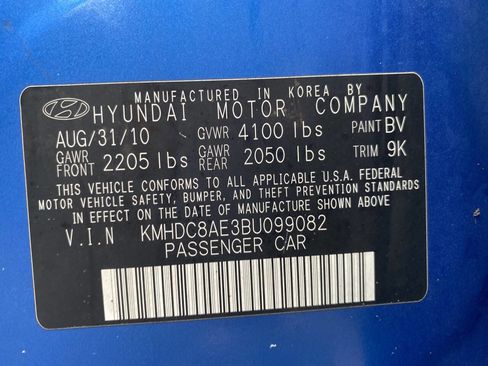 MANUFACTURED IN KOREA BY
HYUNDAI MOTOR COMPANY
AUG/31/10 GVWR 4100 lbs PAINT BV
GAWR FRONT 2205 lbs GAWR REAR 2050 lbs TRIM 9K
THIS VEHICLE CONFORMS TO ALL APPLICABLE U.S.A. FEDERAL
MOTOR VEHICLE SAFETY, BUMPER, AND THEFT PREVENTION STANDARDS
IN EFFECT ON THE DATE OF MANUFACTURE SHOWN ABOVE.
V.I.N KMHDC8AE3BU099082
PASSENGER CAR